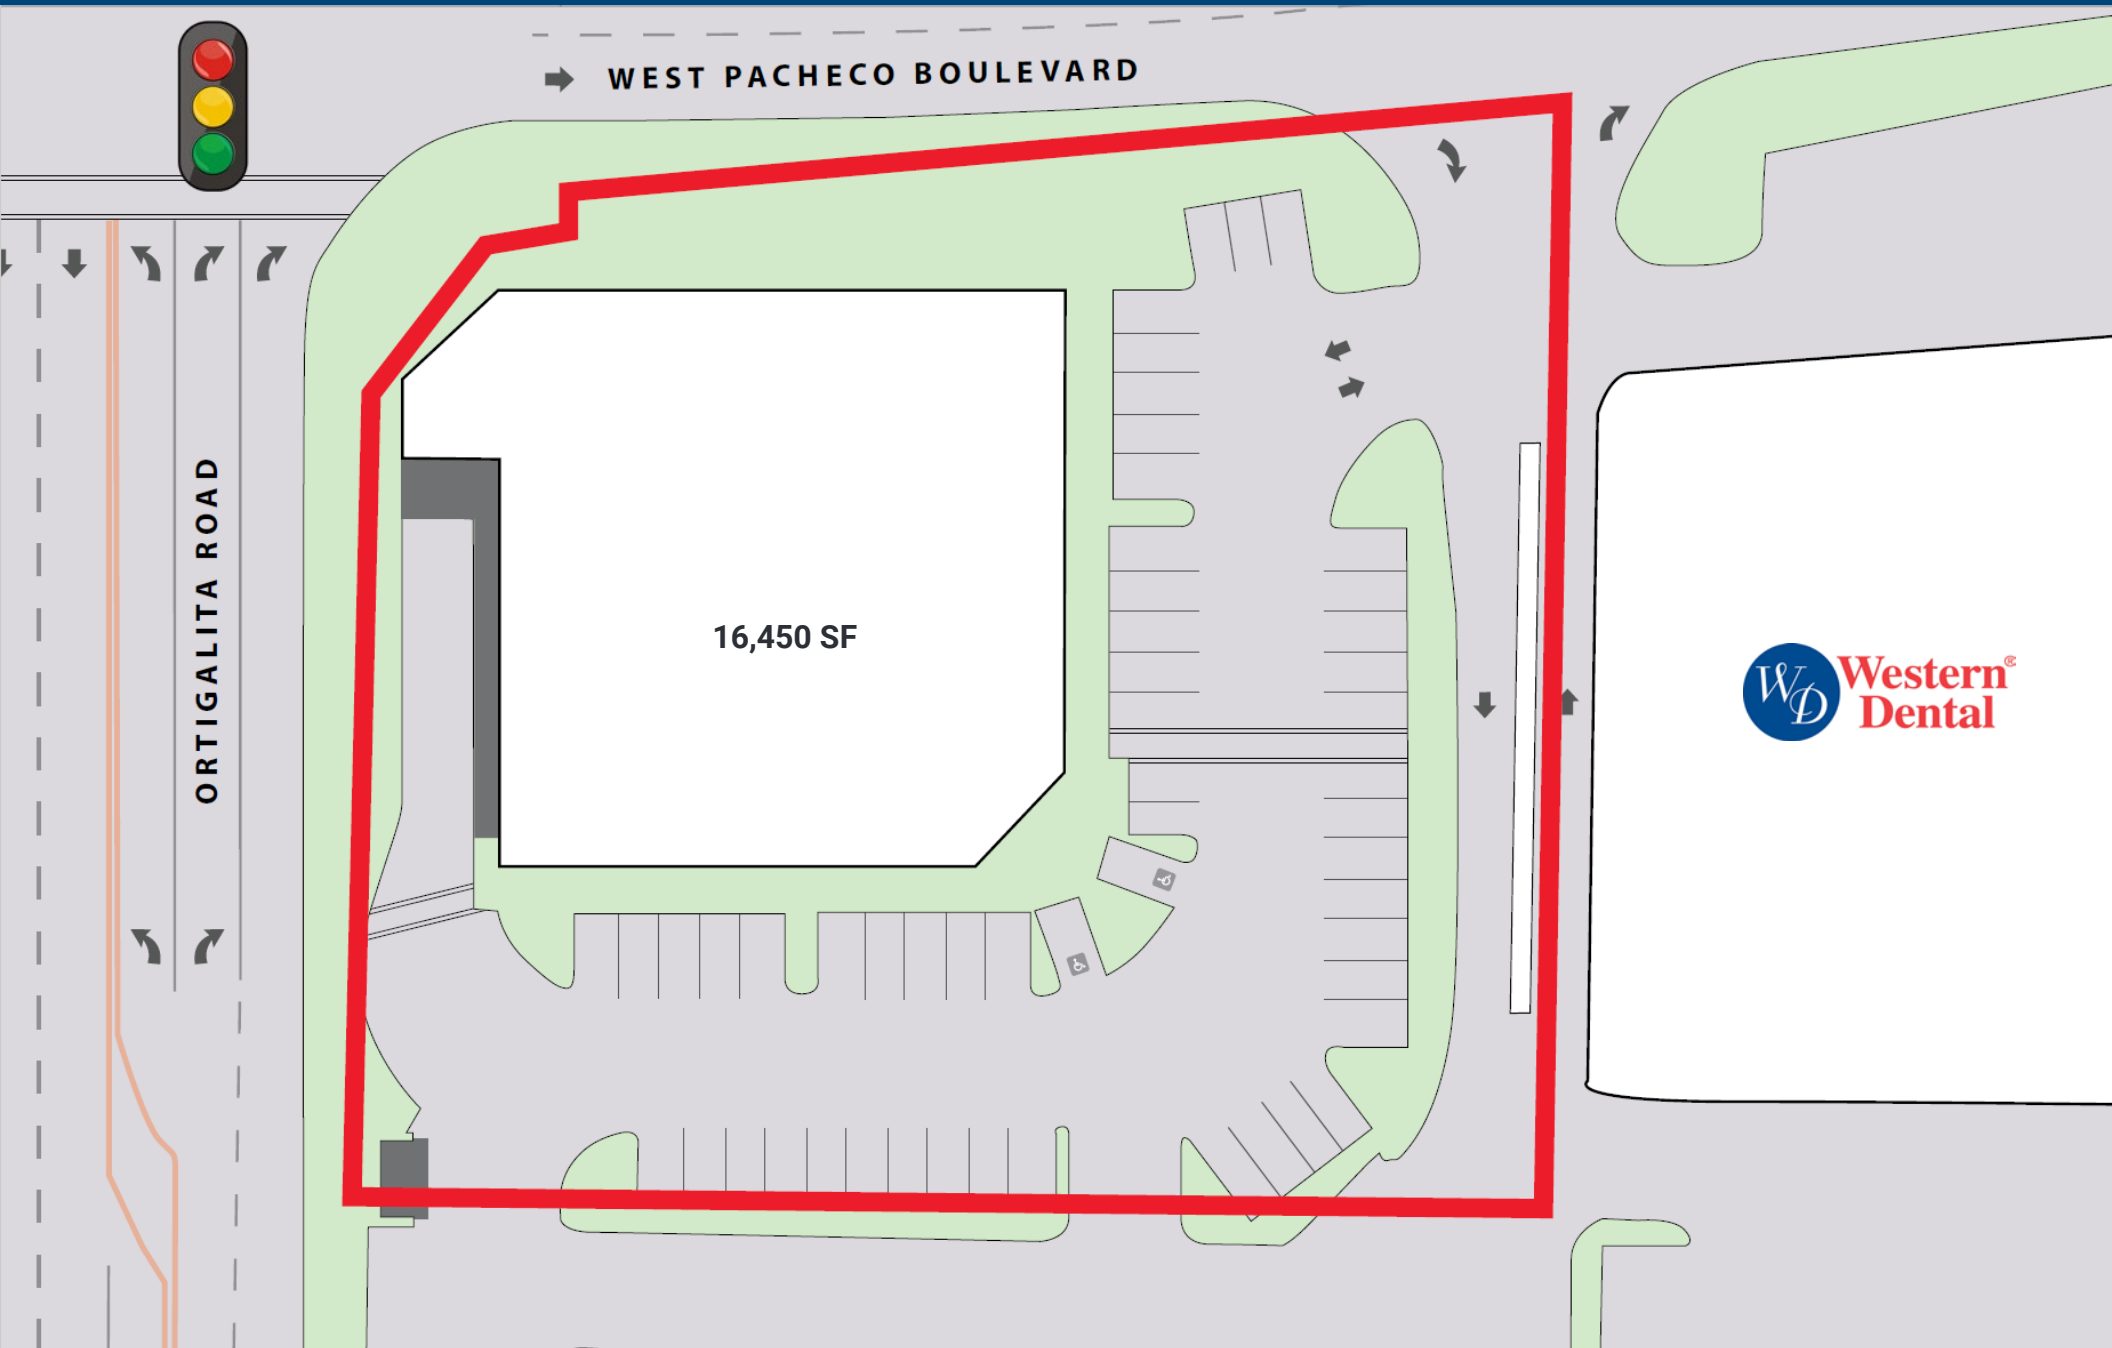 WEST PACHECO BOULEVARD
ORTIGALITA ROAD
16,450 SF
WD Western®
Dental